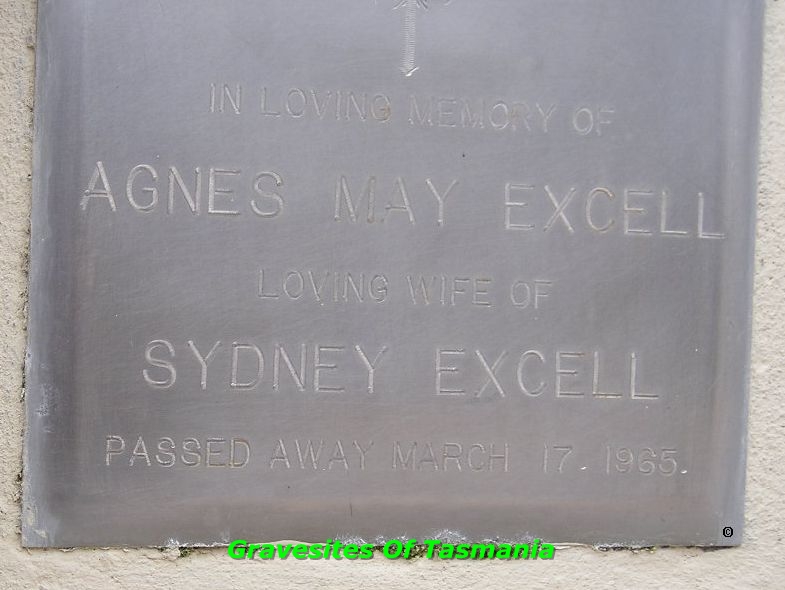 IN LOVING MEMORY OF
AGNES MAY EXCELL
LOVING WIFE OF
SYDNEY EXCELL
PASSED AWAY MARCH 17. 1965.
©
Gravesites Of Tasmania